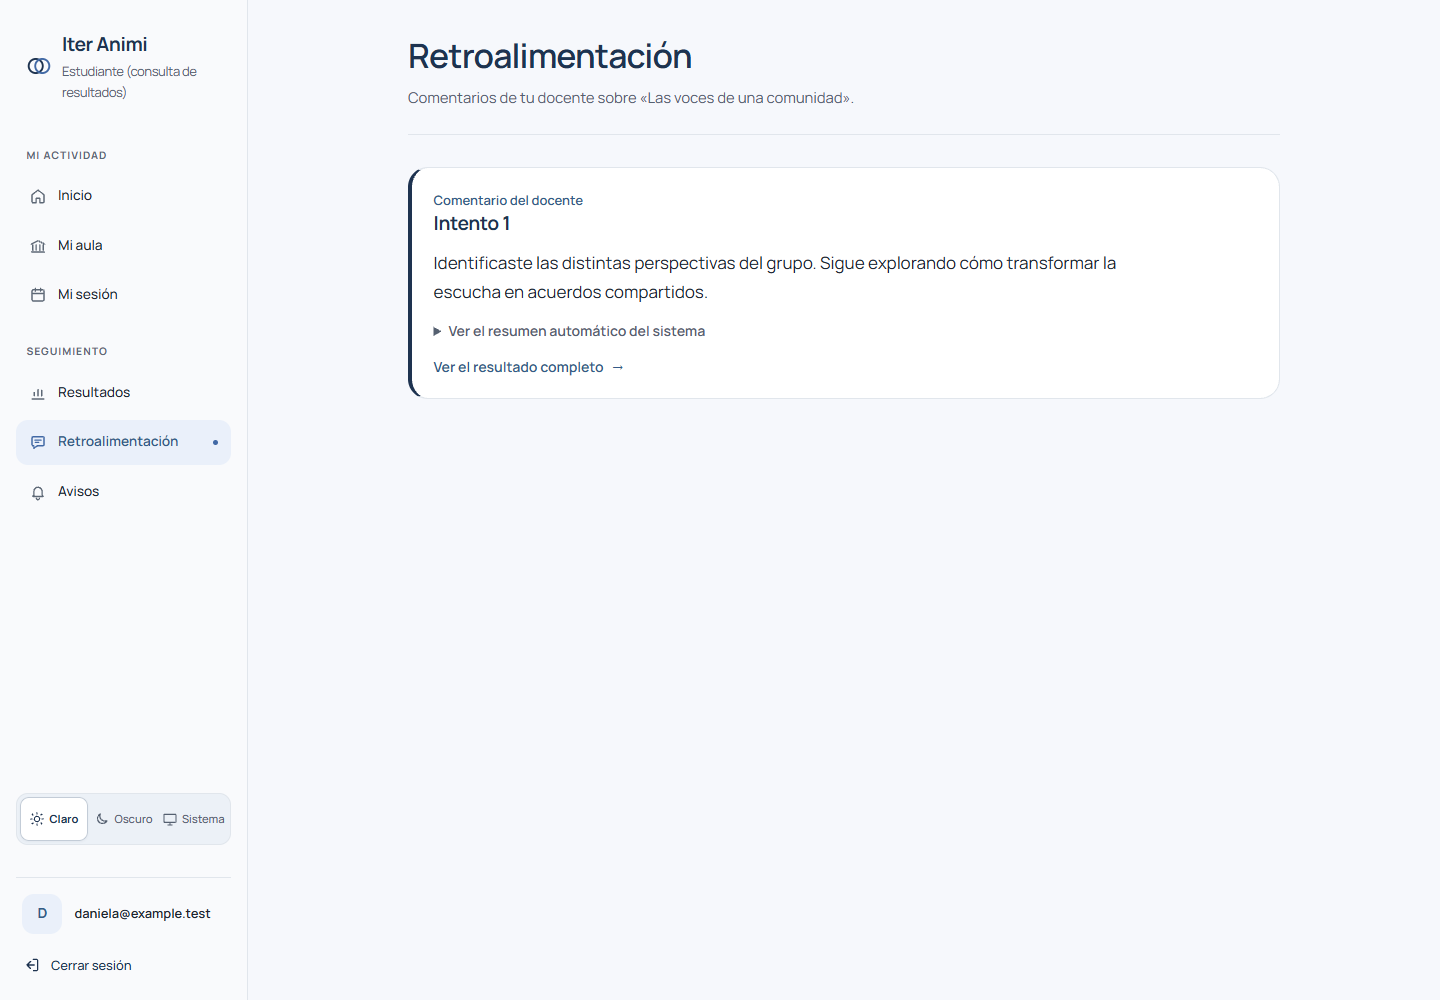 Iter Animi
Estudiante (consulta de
resultados)
MI ACTIVIDAD
Inicio
Mi aula
Mi sesión
SEGUIMIENTO
Resultados
Retroalimentación
Avisos
Claro
Oscuro
Sistema
D
daniela@example.test
Cerrar sesión
Retroalimentación
Comentarios de tu docente sobre «Las voces de una comunidad».
Comentario del docente
Intento 1
Identificaste las distintas perspectivas del grupo. Sigue explorando cómo transformar la
escucha en acuerdos compartidos.
Ver el resumen automático del sistema
Ver el resultado completo →